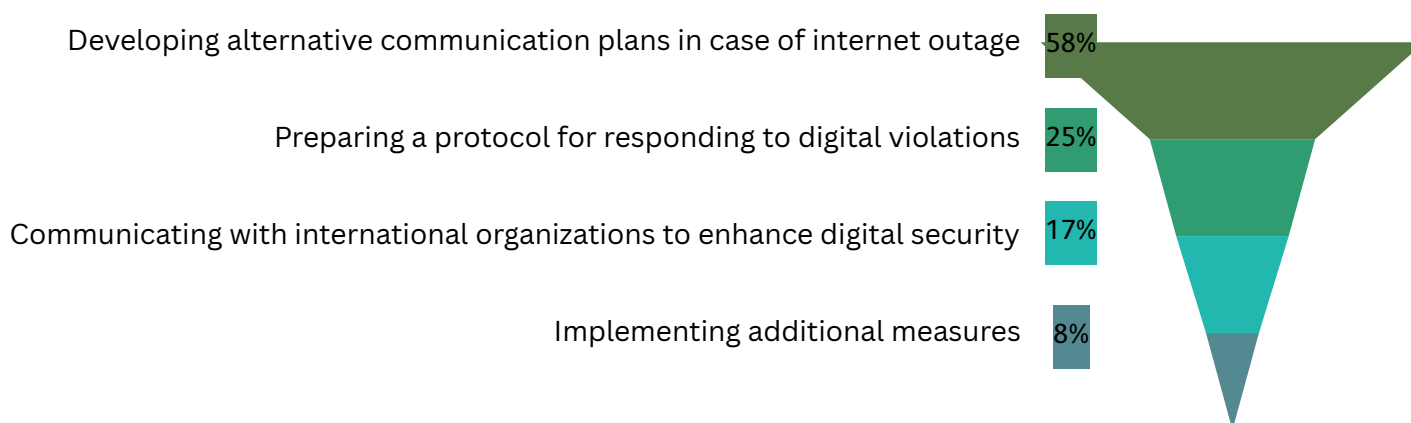 Developing alternative communication plans in case of internet outage 58%
Preparing a protocol for responding to digital violations 25%
Communicating with international organizations to enhance digital security 17%
Implementing additional measures 8%